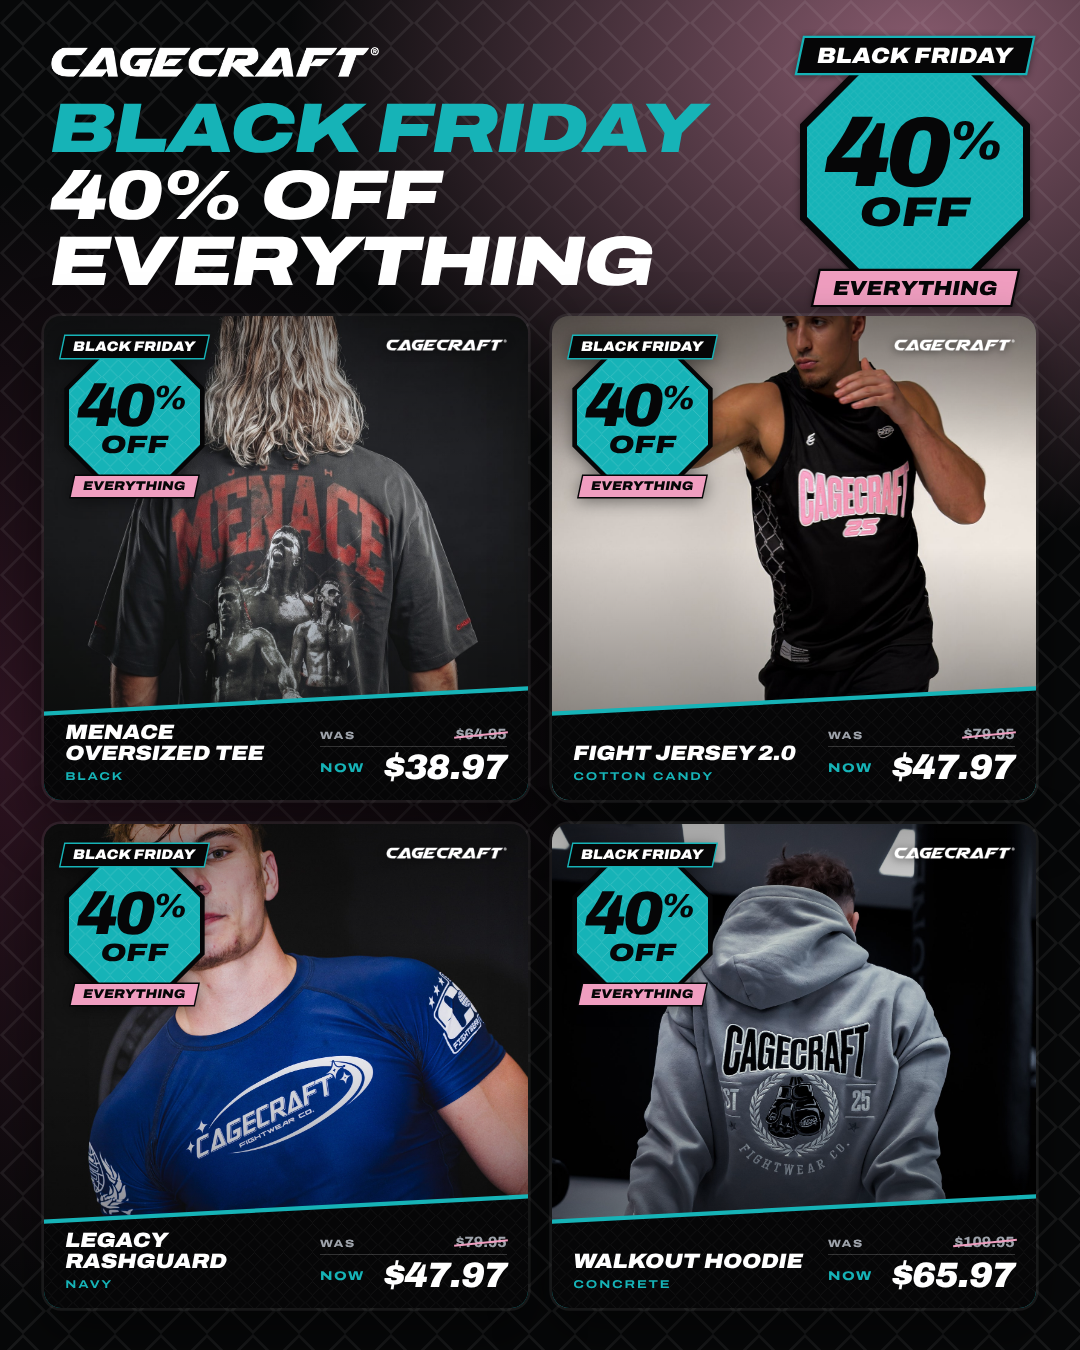 CAGECRAFT®
BLACK FRIDAY
40% OFF
EVERYTHING
BLACK FRIDAY
40%
OFF
EVERYTHING
BLACK FRIDAY
40%
OFF
EVERYTHING
CAGECRAFT®
JOSH
MENACE
MENACE
OVERSIZED TEE
BLACK
WAS
$64.95
NOW
$38.97
BLACK FRIDAY
40%
OFF
EVERYTHING
CAGECRAFT®
CAGECRAFT
25
FIGHT JERSEY 2.0
COTTON CANDY
WAS
$79.95
NOW
$47.97
BLACK FRIDAY
40%
OFF
EVERYTHING
CAGECRAFT®
CAGECRAFT
FIGHTWEAR CO.
LEGACY
RASHGUARD
NAVY
WAS
$79.95
NOW
$47.97
BLACK FRIDAY
40%
OFF
EVERYTHING
CAGECRAFT®
CAGECRAFT
ST
25
FIGHTWEAR CO.
WALKOUT HOODIE
CONCRETE
WAS
$109.95
NOW
$65.97